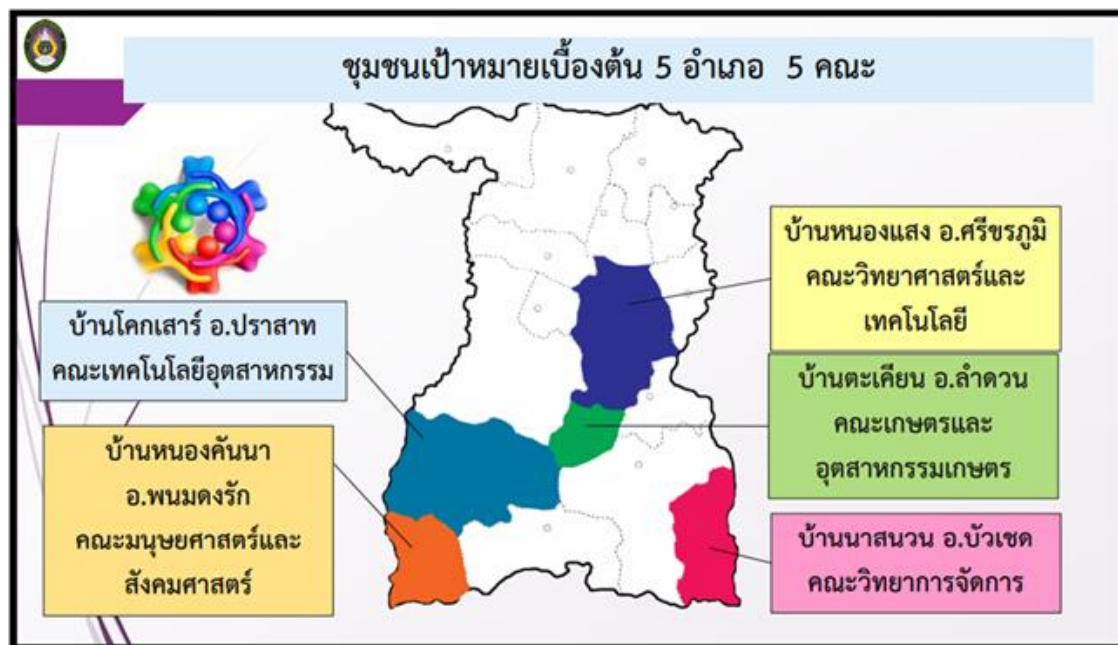 ชุมชนเป้าหมายเบื้องต้น 5 อำเภอ 5 คณะ
บ้านหนองแสง อ.ศรีขรภูมิ
คณะวิทยาศาสตร์และ
เทคโนโลยี
บ้านโคกเสาร์ อ.ปราสาท
คณะเทคโนโลยีอุตสาหกรรม
บ้านตะเคียน อ.ลำดวน
คณะเกษตรและ
อุตสาหกรรมเกษตร
บ้านหนองคันนา
อ.พนมดงรัก
คณะมนุษยศาสตร์และ
สังคมศาสตร์
บ้านนาสนวน อ.บัวเชด
คณะวิทยาการจัดการ